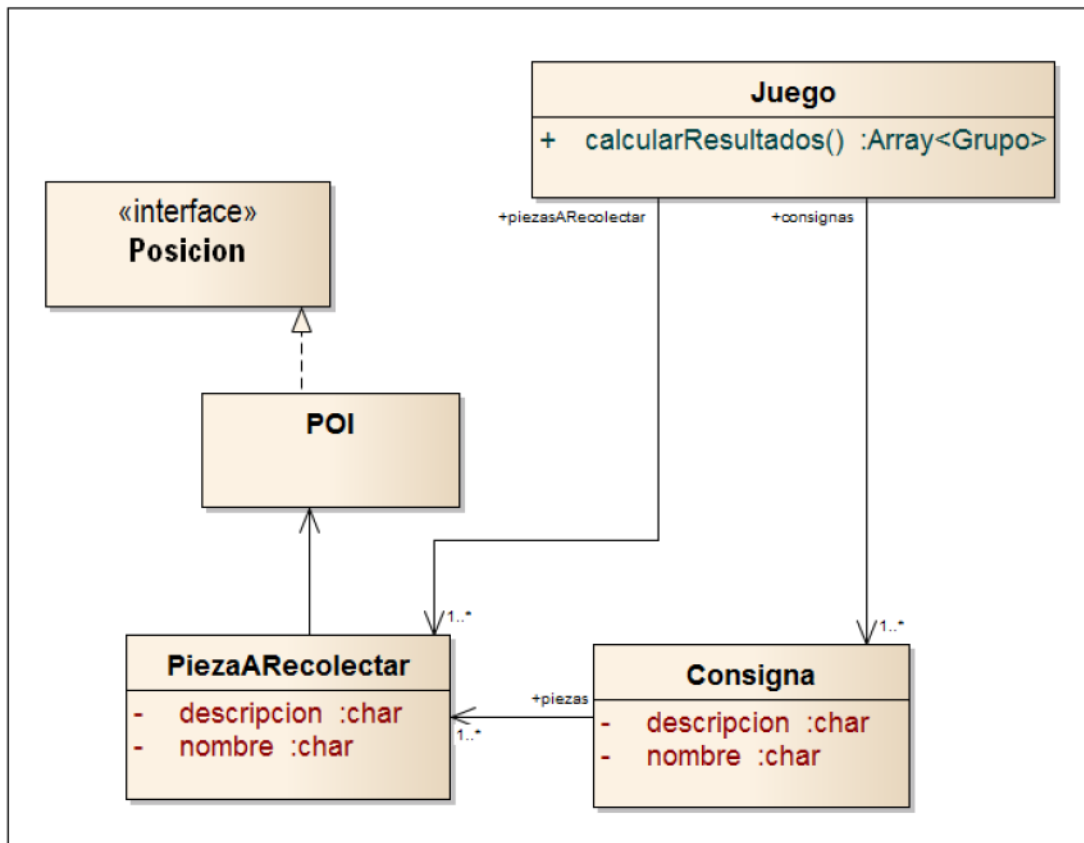 Juego
+ calcularResultados() :Array<Grupo>
+piezasARecolectar
+consignas
«interface»
Posicion
POI
1..*
1..*
PiezaARecolectar
- descripcion :char
- nombre :char
+piezas
1..*
Consigna
- descripcion :char
- nombre :char